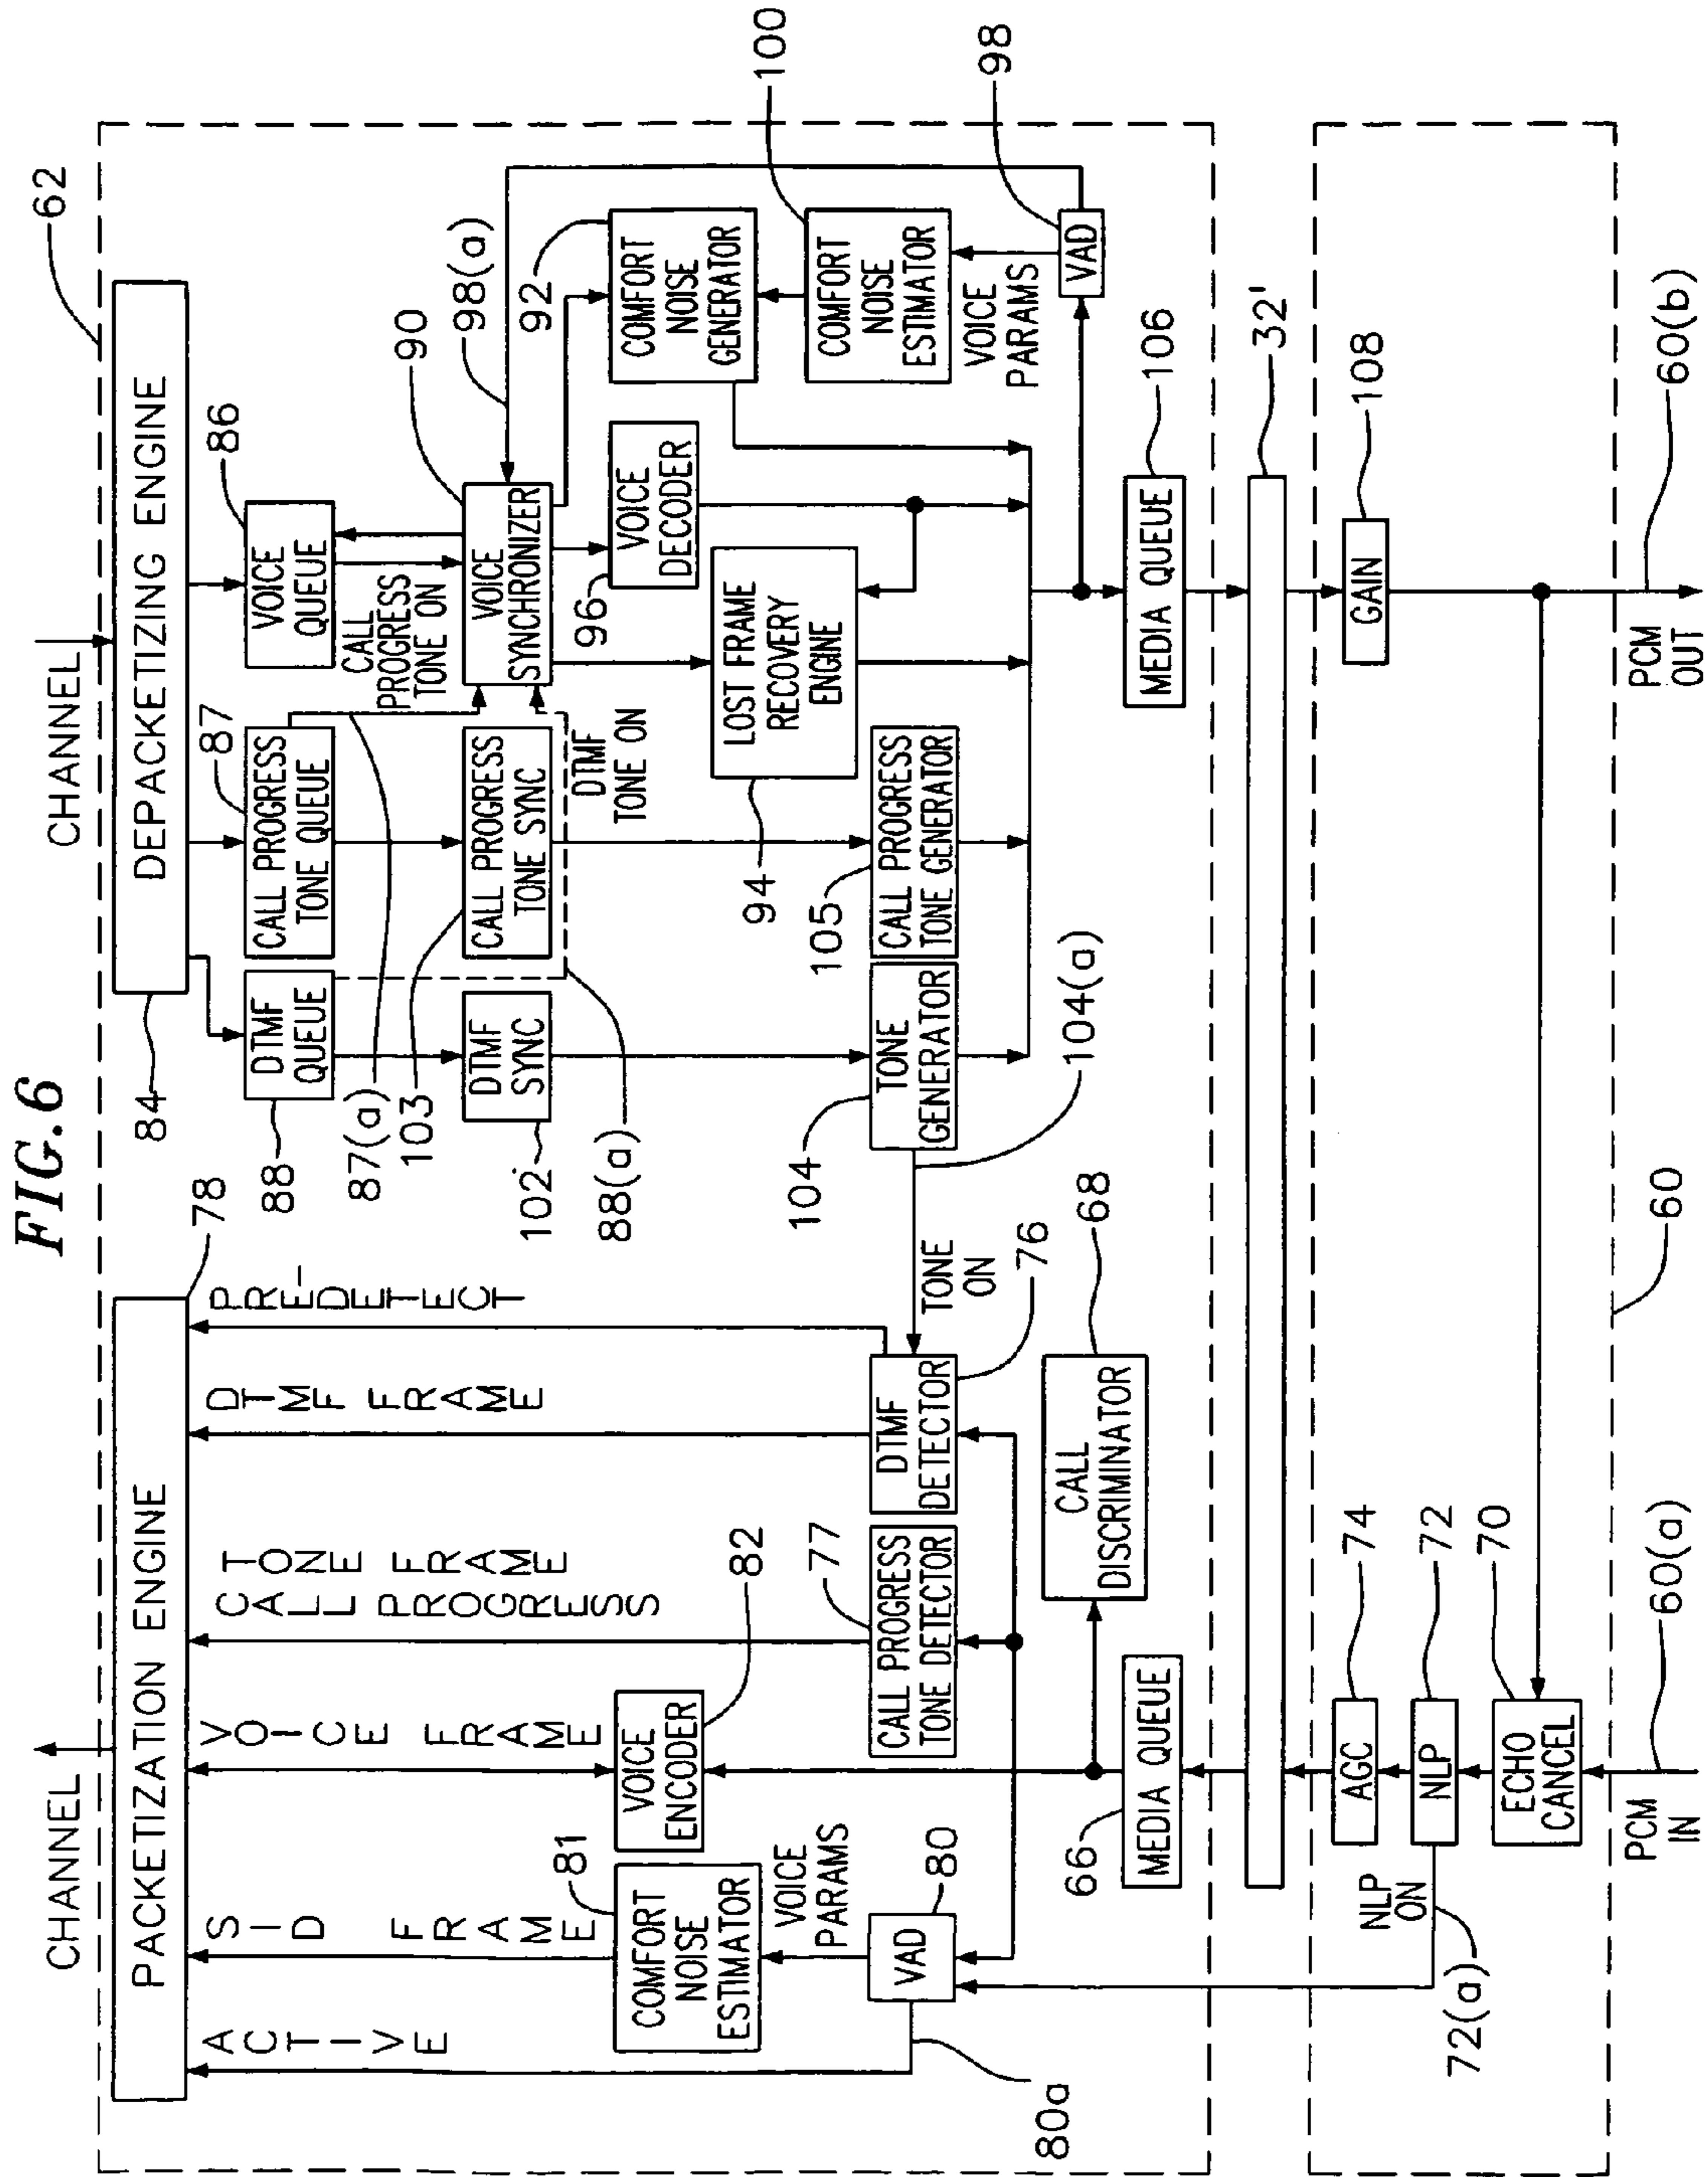 FIG. 6
CHANNEL
CHANNEL
62
PACKETIZATION ENGINE
78
84
DEPACKETIZING ENGINE
ACTIVE
SID FRAME
VOICE FRAME
CALL PROGRESS
TONE FRAME
DTMF FRAME
PRE-
DETECT
88
DTMF
QUEUE
87
CALL PROGRESS
TONE QUEUE
86
VOICE
QUEUE
87(a)
CALL
PROGRESS
TONE ON
90
98(a)
103
102
DTMF
SYNC
CALL PROGRESS
TONE SYNC
VOICE
SYNCHRONIZER
88(a)
DTMF
TONE ON
96
VOICE
DECODER
92
COMFORT
NOISE
GENERATOR
100
81
COMFORT
NOISE
ESTIMATOR
VOICE
ENCODER
82
94
LOST FRAME
RECOVERY
ENGINE
COMFORT
NOISE
ESTIMATOR
VOICE
PARAMS
98
VAD
VOICE
PARAMS
80
VAD
77
CALL PROGRESS
TONE DETECTOR
DTMF
DETECTOR
76
TONE
ON
104
TONE
GENERATOR
105
CALL PROGRESS
TONE GENERATOR
104(a)
80a
CALL
DISCRIMINATOR
68
66
MEDIA QUEUE
MEDIA QUEUE
106
32'
NLP
ON
72(a)
AGC
74
NLP
72
ECHO
CANCEL
70
GAIN
108
PCM
IN
60(a)
60
PCM
OUT
60(b)